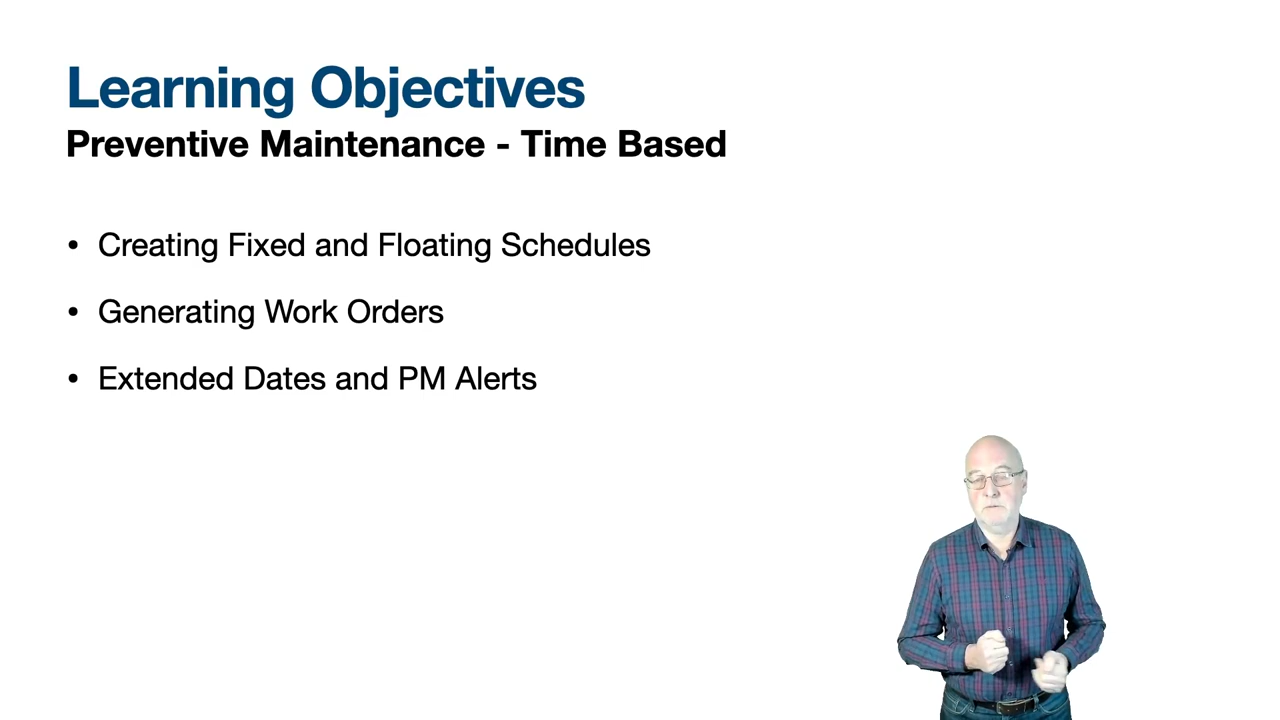 Learning Objectives
Preventive Maintenance - Time Based
• Creating Fixed and Floating Schedules
• Generating Work Orders
• Extended Dates and PM Alerts